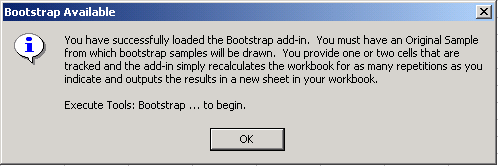 Bootstrap Available
You have successfully loaded the Bootstrap add-in. You must have an Original Sample
from which bootstrap samples will be drawn. You provide one or two cells that are
tracked and the add-in simply recalculates the workbook for as many repetitions as you
indicate and outputs the results in a new sheet in your workbook.
Execute Tools: Bootstrap ... to begin.
OK